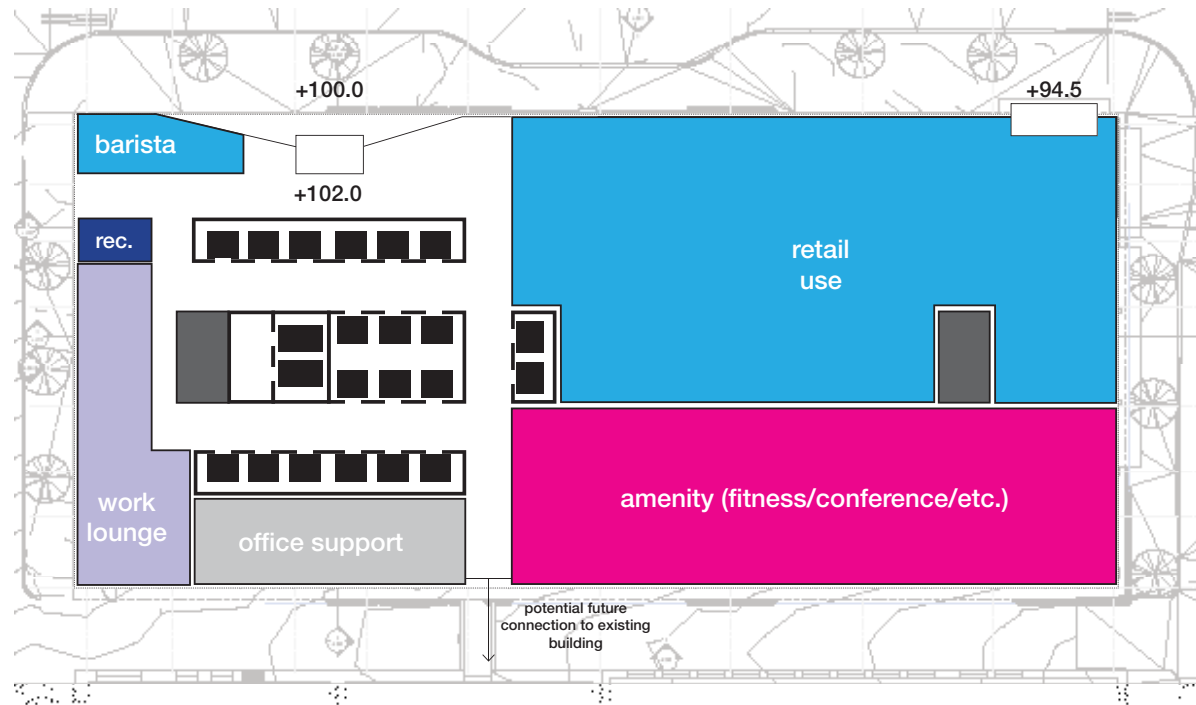 +100.0
+94.5
barista
+102.0
rec.
retail
use
work
lounge
office support
amenity (fitness/conference/etc.)
potential future
connection to existing
building